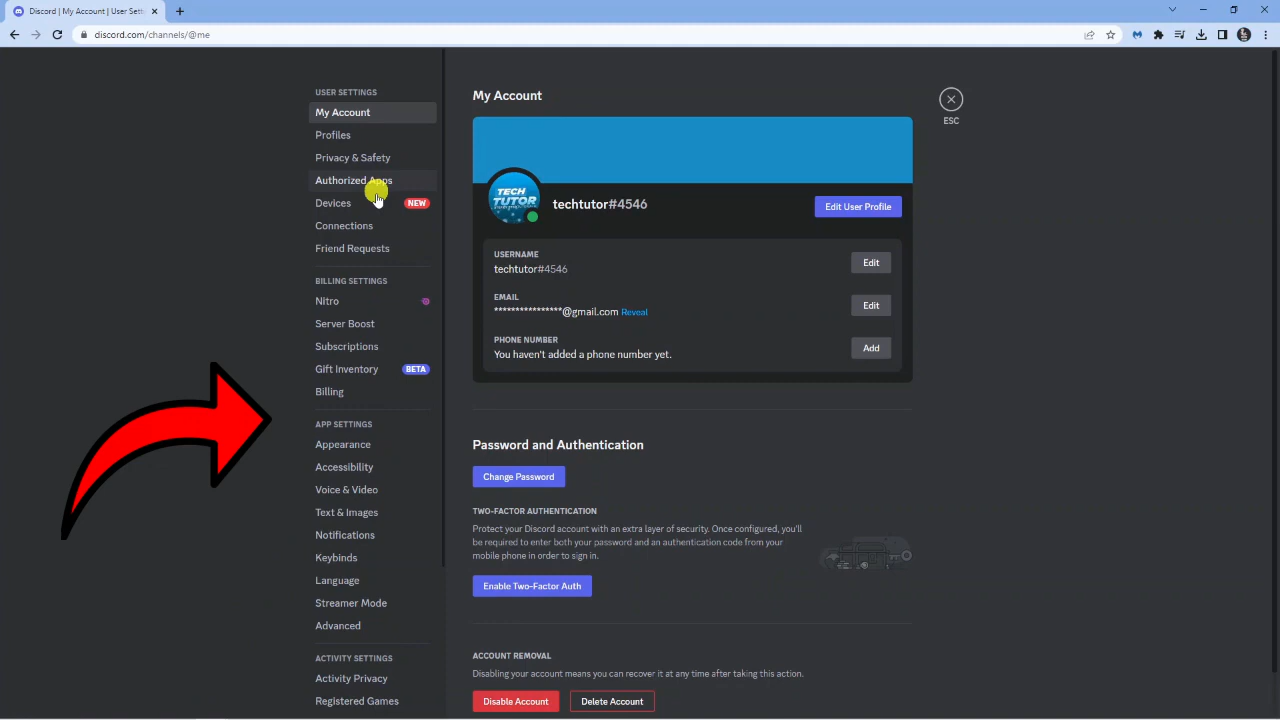 Discord | My Account | User Sett
discord.com/channels/@me
USER SETTINGS
My Account
Profiles
Privacy & Safety
Authorized Apps
Devices NEW
Connections
Friend Requests
BILLING SETTINGS
Nitro
Server Boost
Subscriptions
Gift Inventory BETA
Billing
APP SETTINGS
Appearance
Accessibility
Voice & Video
Text & Images
Notifications
Keybinds
Language
Streamer Mode
Advanced
ACTIVITY SETTINGS
Activity Privacy
Registered Games
My Account
ESC
TECH
TUTOR
techtutor#4546
Edit User Profile
USERNAME
techtutor#4546
Edit
EMAIL
****************@gmail.com Reveal
Edit
PHONE NUMBER
You haven't added a phone number yet.
Add
Password and Authentication
Change Password
TWO-FACTOR AUTHENTICATION
Protect your Discord account with an extra layer of security. Once configured, you'll
be required to enter both your password and an authentication code from your
mobile phone in order to sign in.
Enable Two-Factor Auth
ACCOUNT REMOVAL
Disabling your account means you can recover it at any time after taking this action.
Disable Account
Delete Account